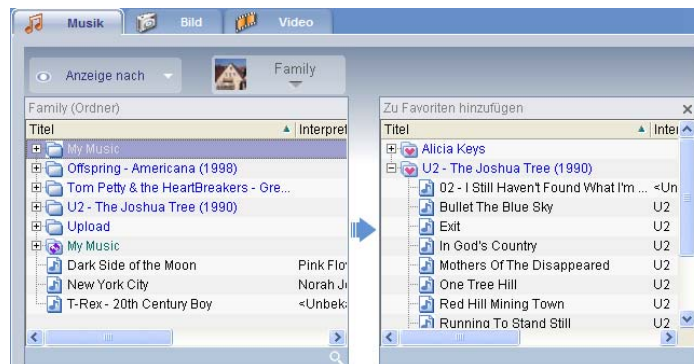 Musik Bild Video
Anzeige nach Family
Family (Ordner)
Titel Interpret
My Music
Offspring - Americana (1998)
Tom Petty & the HeartBreakers - Gre...
U2 - The Joshua Tree (1990)
Upload
My Music
Dark Side of the Moon Pink Flo
New York City Norah J
T-Rex - 20th Century Boy <Unbek
Zu Favoriten hinzufügen
Titel Inter
Alicia Keys
U2 - The Joshua Tree (1990)
02 - I Still Haven't Found What I'm ... <Un
Bullet The Blue Sky U2
Exit U2
In God's Country U2
Mothers Of The Disappeared U2
One Tree Hill U2
Red Hill Mining Town U2
Running To Stand Still U2